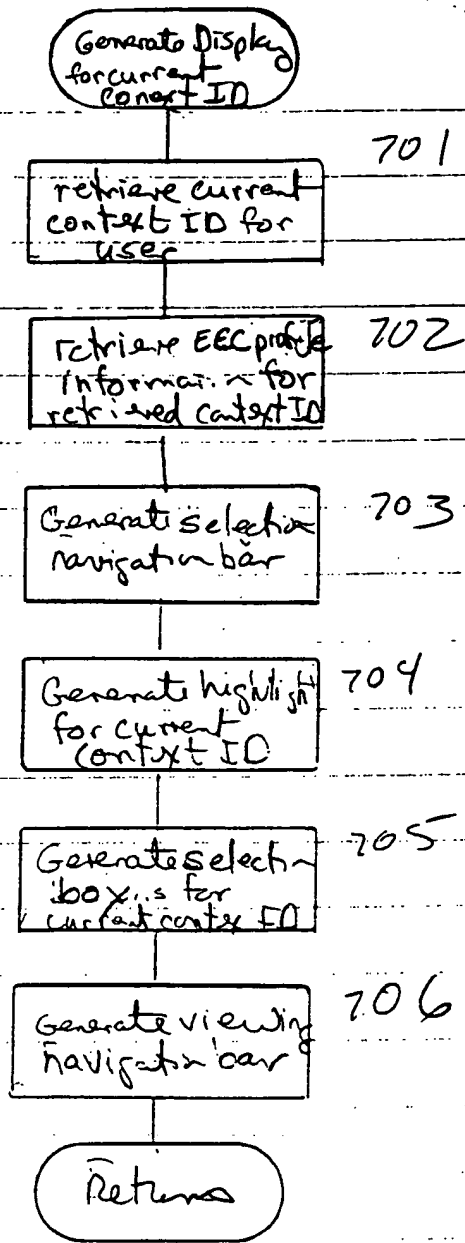 Generate Display
for current
conext ID
701
retrieve current
context ID for
user
702
retrieve EEC profile
information for
retrieved context ID
703
Generate selection
navigation bar
704
Generate highlight
for current
context ID
705
Generate selection
boxes for
current contex ID
706
Generate viewing
navigation bar
Return